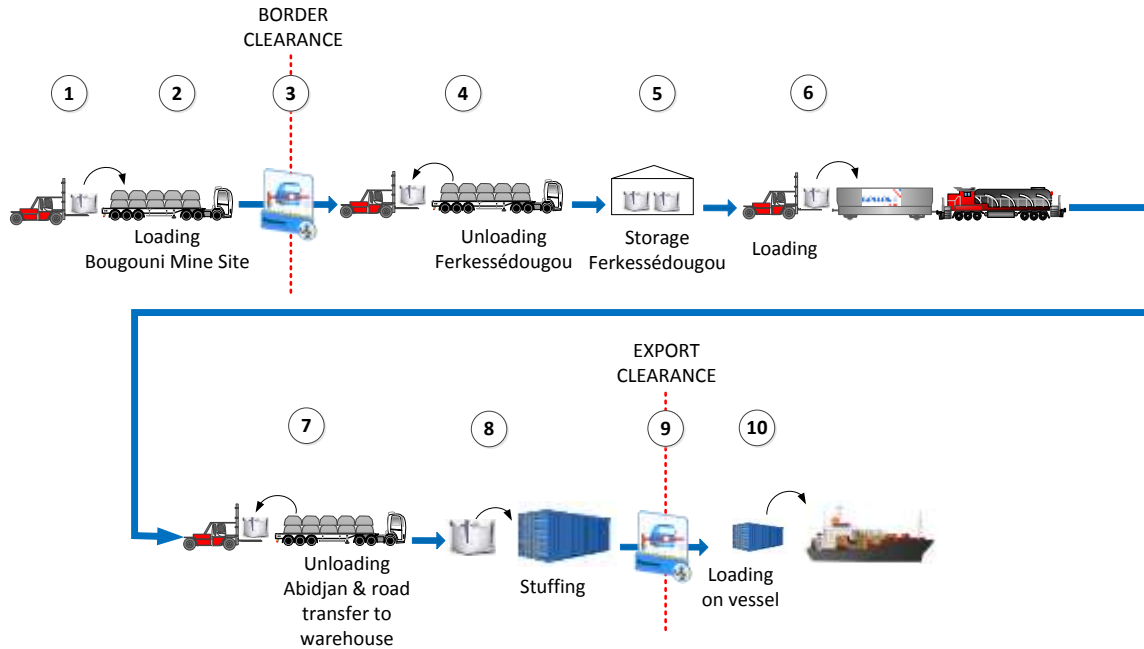 BORDER
CLEARANCE
1
2
3
4
5
6
Loading
Bougouni Mine Site
Unloading
Ferkessédougou
Storage
Ferkessédougou
Loading
EXPORT
CLEARANCE
7
8
9
10
Unloading
Abidjan & road
transfer to
warehouse
Stuffing
Loading
on vessel